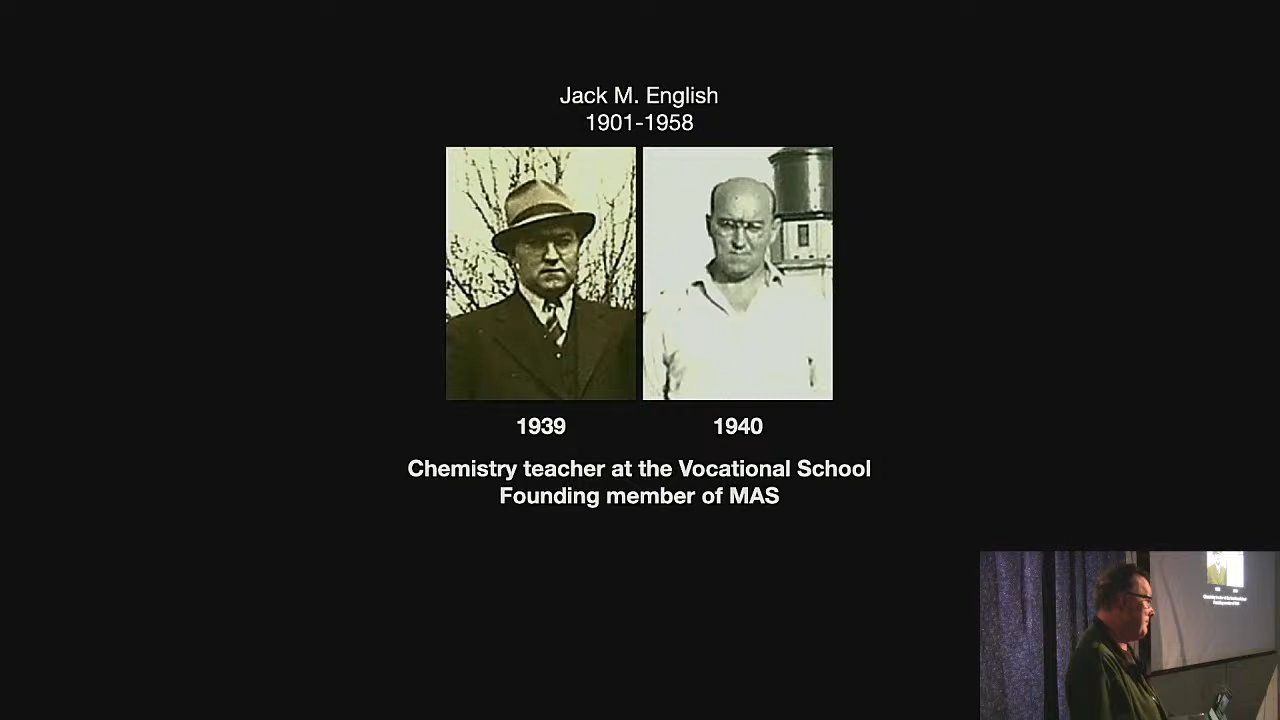 Jack M. English
1901-1958
1939
1940
Chemistry teacher at the Vocational School
Founding member of MAS